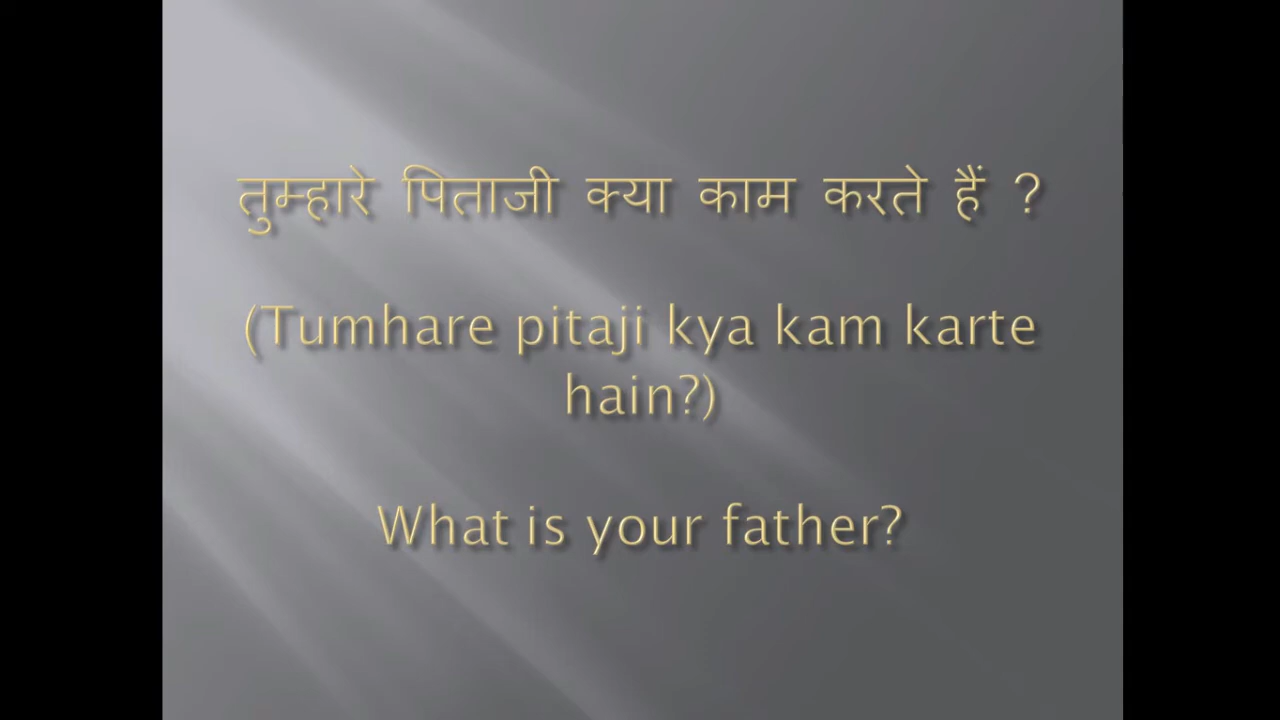 तुम्हारे पिताजी क्या काम करते हैं ?
(Tumhare pitaji kya kam karte
hain?)
What is your father?